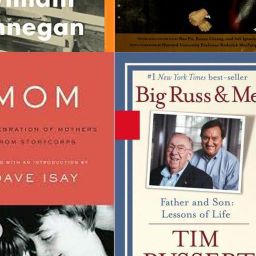 nnegan
MOM
EBRATION OF MOTHERS
ROM STORYCORPS
WITH AN INTRODUCTION BY
DAVE ISAY
#1 New York Times best-seller
Big Russ & Me
Father and Son:
Lessons of Life
TIM